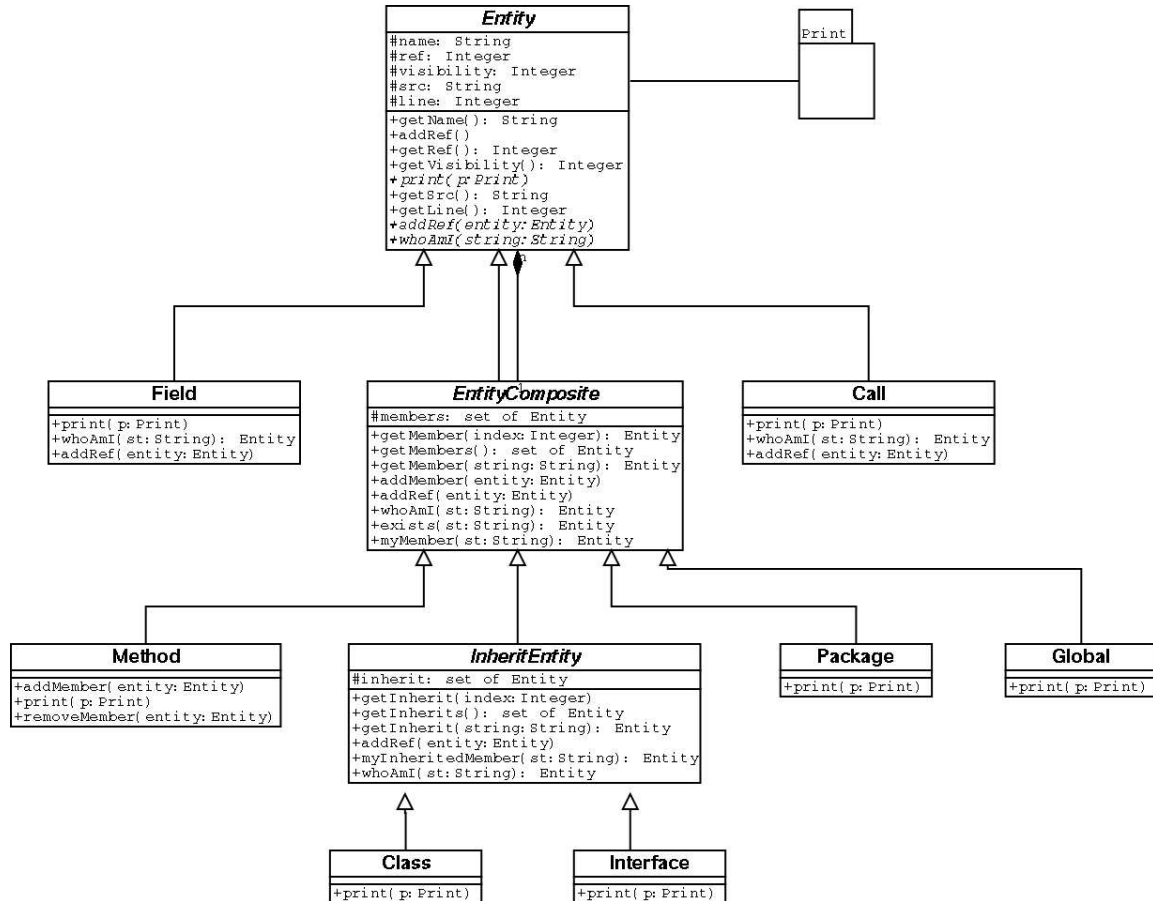 Entity
#name: String
#ref: Integer
#visibility: Integer
#src: String
#line: Integer
+getName(): String
+addRef()
+getRef(): Integer
+getVisibility(): Integer
+print(p:Print)
+getSrc(): String
+getLine(): Integer
+addRef(entity:Entity)
+whoAmI(string:String)
Print
n
1
Field
+print(p:Print)
+whoAmI(st:String): Entity
+addRef(entity:Entity)
EntityComposite
#members: set of Entity
+getMember(index:Integer): Entity
+getMembers(): set of Entity
+getMember(string:String): Entity
+addMember(entity:Entity)
+addRef(entity:Entity)
+whoAmI(st:String): Entity
+exists(st:String): Entity
+myMember(st:String): Entity
Call
+print(p:Print)
+whoAmI(st:String): Entity
+addRef(entity:Entity)
Method
+addMember(entity:Entity)
+print(p:Print)
+removeMember(entity:Entity)
InheritEntity
#inherit: set of Entity
+getInherit(index:Integer)
+getInherits(): set of Entity
+getInherit(string:String): Entity
+addRef(entity:Entity)
+myInheritedMember(st:String): Entity
+whoAmI(st:String): Entity
Package
+print(p:Print)
Global
+print(p:Print)
Class
+print(p:Print)
Interface
+print(p:Print)